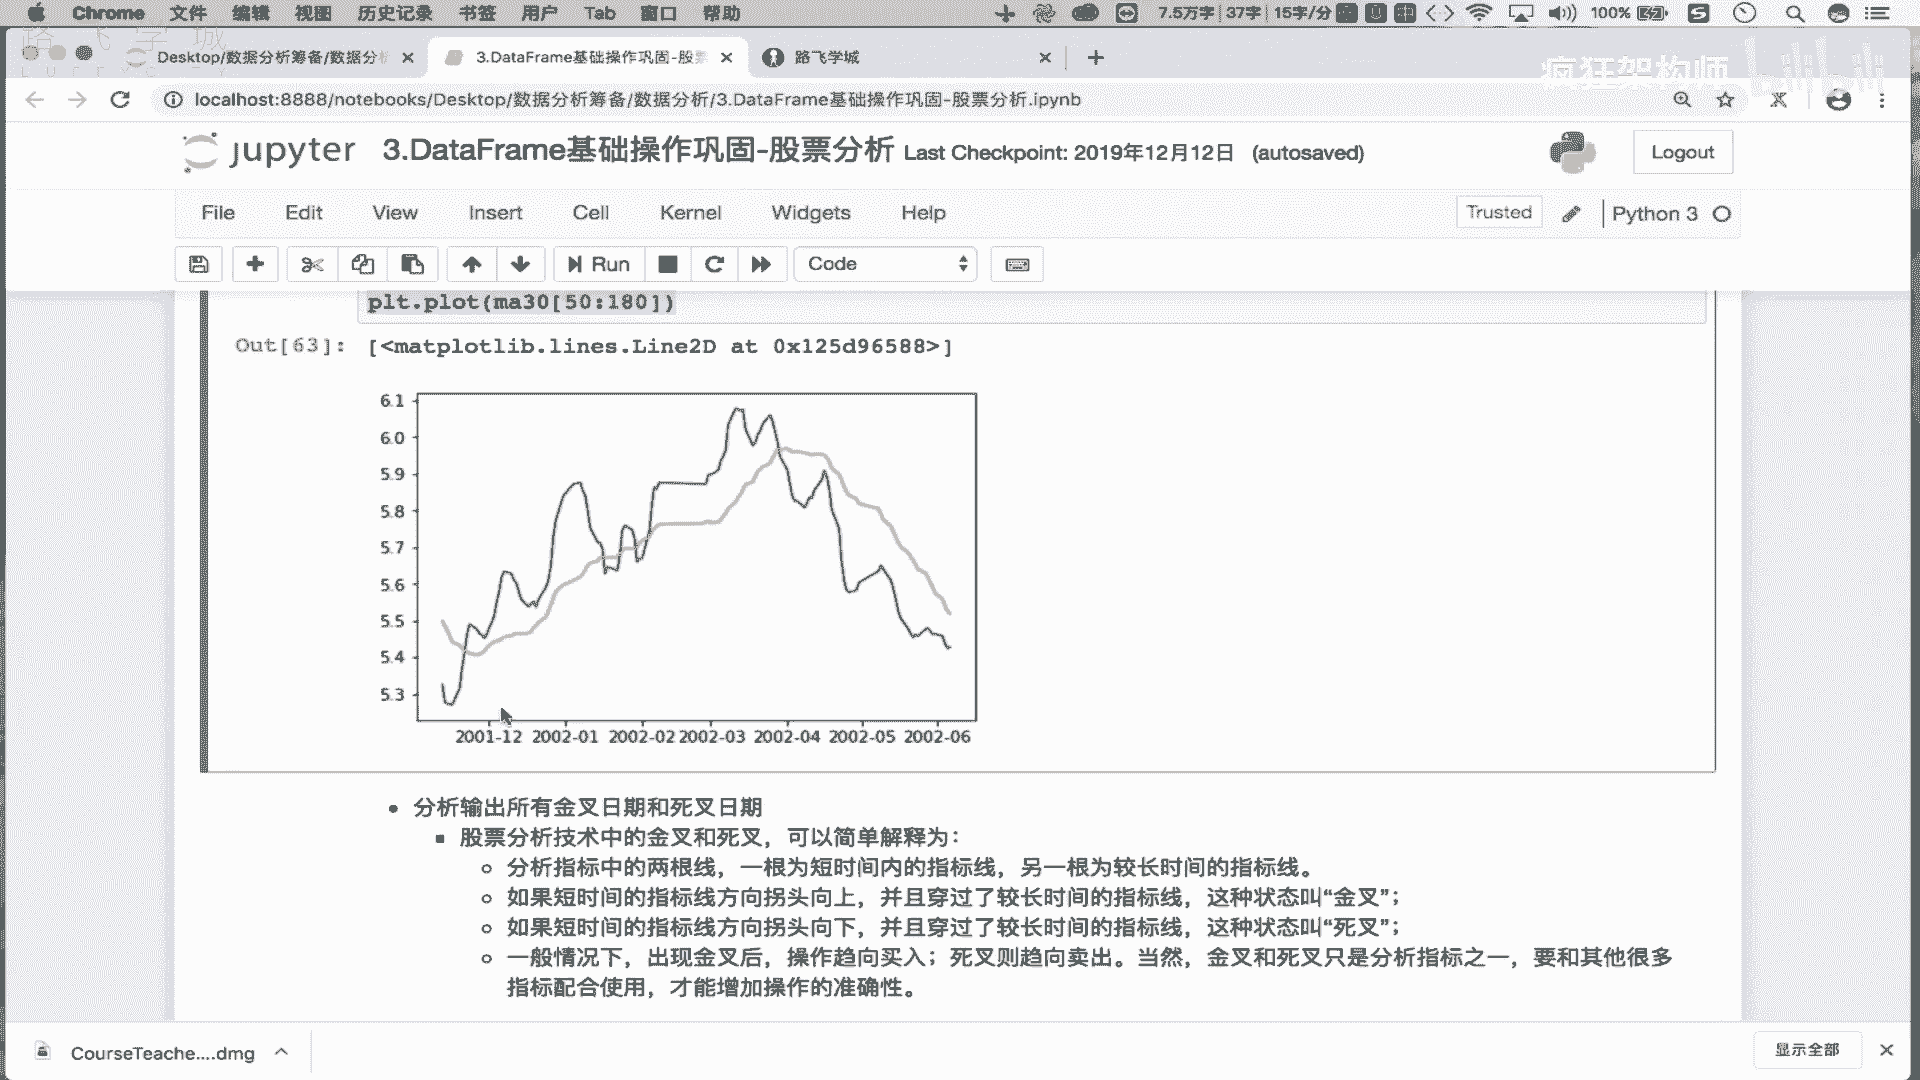 Chrome 文件 编辑 视图 历史记录 书签 用户 Tab 窗口 帮助 7.5万字 37字 15字/分 100%
Desktop/数据分析筹备/数据分析 3.DataFrame基础操作巩固-股票 路飞学城
疯狂架构师 bilibili
localhost:8888/notebooks/Desktop/数据分析筹备/数据分析/3.DataFrame基础操作巩固-股票分析.ipynb
jupyter 3.DataFrame基础操作巩固-股票分析 Last Checkpoint: 2019年12月12日 (autosaved) Logout
File Edit View Insert Cell Kernel Widgets Help Trusted Python 3
Run Code
plt.plot(ma30[50:180])
Out[63]: [<matplotlib.lines.Line2D at 0x125d96588>]
6.1
6.0
5.9
5.8
5.7
5.6
5.5
5.4
5.3
2001-12 2002-01 2002-02 2002-03 2002-04 2002-05 2002-06
• 分析输出所有金叉日期和死叉日期
▪ 股票分析技术中的金叉和死叉，可以简单解释为：
○ 分析指标中的两根线，一根为短时间内的指标线，另一根为较长时间的指标线。
○ 如果短时间的指标线方向拐头向上，并且穿过了较长时间的指标线，这种状态叫“金叉”；
○ 如果短时间的指标线方向拐头向下，并且穿过了较长时间的指标线，这种状态叫“死叉”；
○ 一般情况下，出现金叉后，操作趋向买入；死叉则趋向卖出。当然，金叉和死叉只是分析指标之一，要和其他很多
指标配合使用，才能增加操作的准确性。
CourseTeache....dmg 显示全部